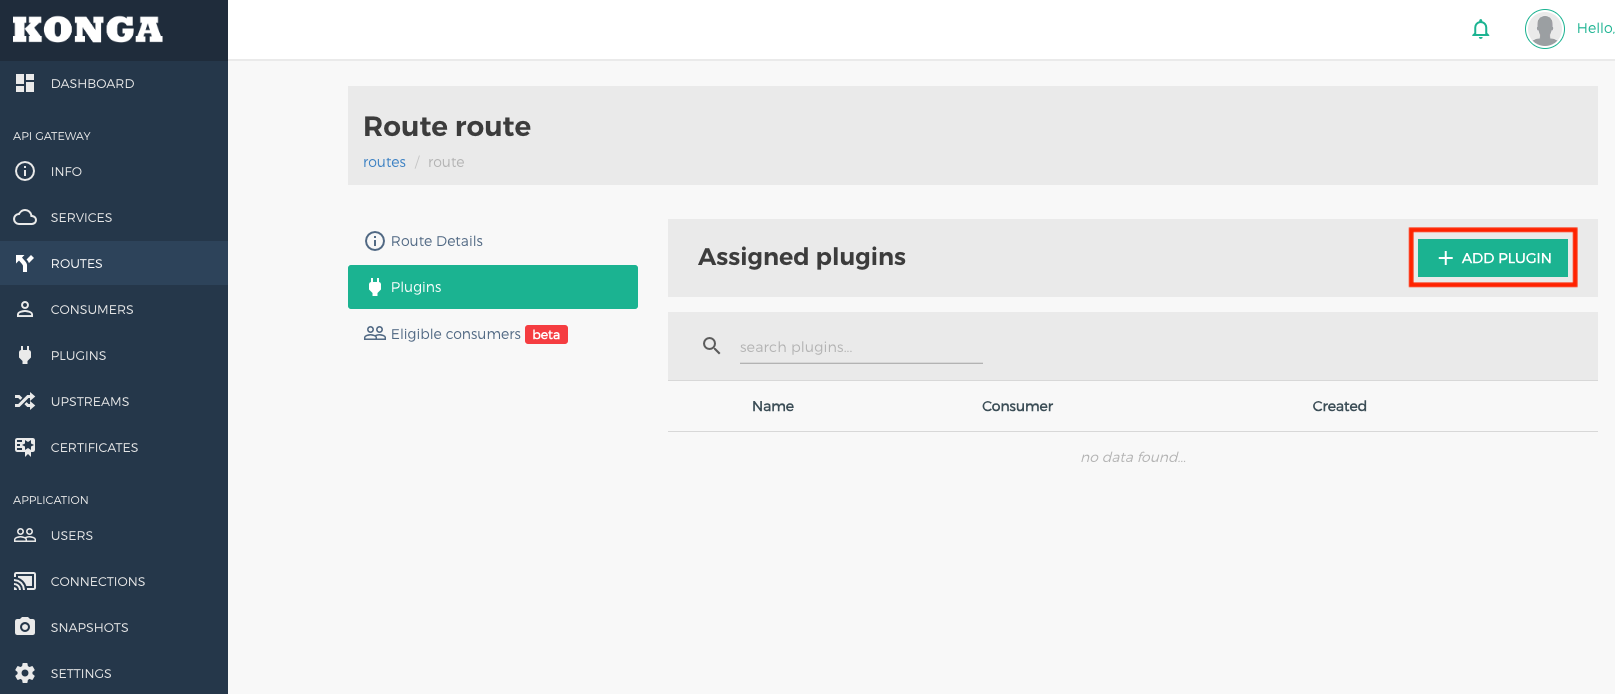 KONGA
Hello,
DASHBOARD
API GATEWAY
INFO
SERVICES
ROUTES
CONSUMERS
PLUGINS
UPSTREAMS
CERTIFICATES
APPLICATION
USERS
CONNECTIONS
SNAPSHOTS
SETTINGS
Route route
routes / route
Route Details
Plugins
Eligible consumers beta
Assigned plugins
ADD PLUGIN
search plugins...
Name Consumer Created
no data found...